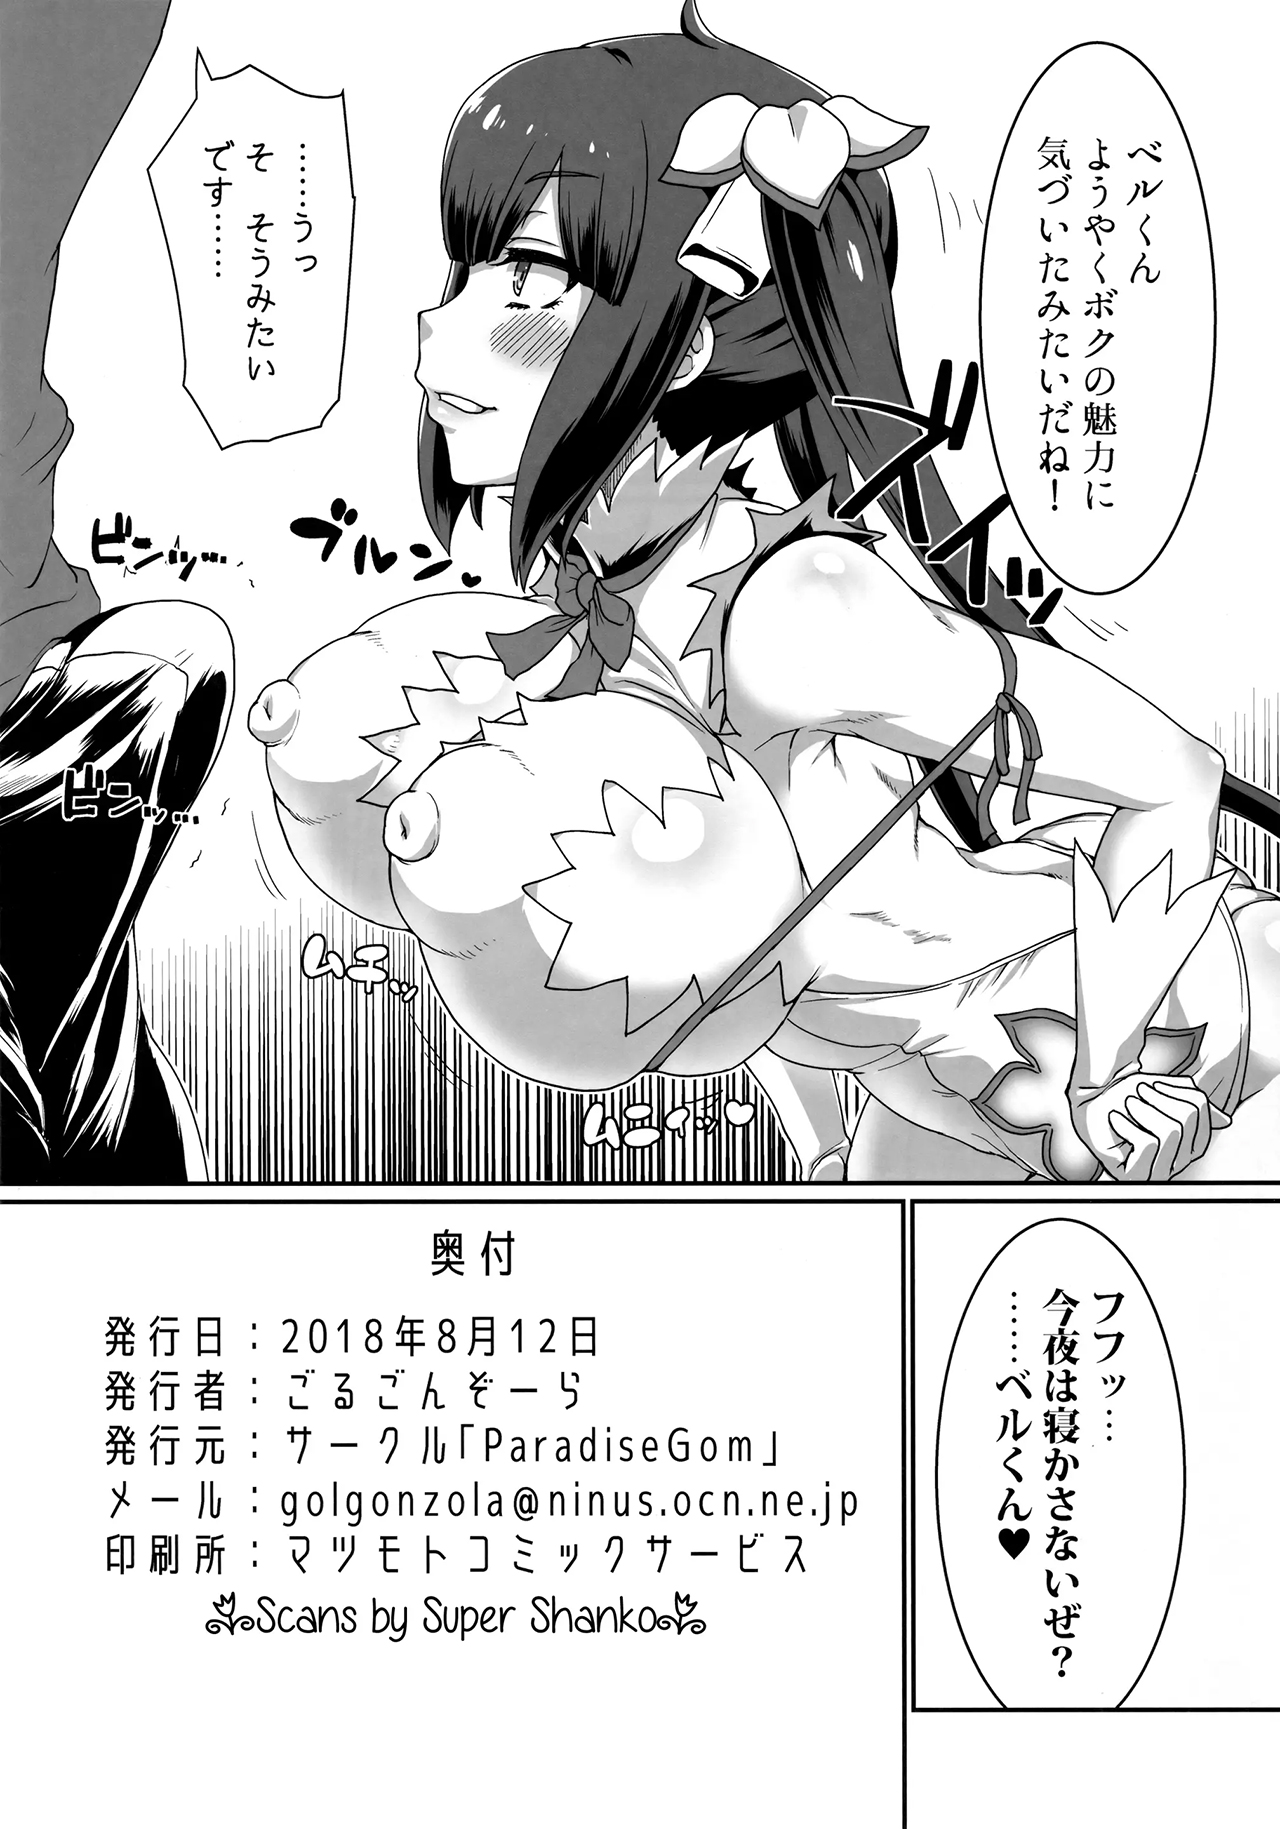 ベルくん
ようやくボクの魅力に
気づいたみたいだね！
ズイッ
……うっ
そ そうみたい
です……
ブルン♥
ビンッ…
ビンッ…
ムチッ
ムニィッ♥
フフッ…
今夜は寝かさないぜ？
……ベルくん♥
奥付
発行日：2018年8月12日
発行者：ごるごんぞーら
発行元：サークル「ParadiseGom」
メール：golgonzola@ninus.ocn.ne.jp
印刷所：マツモトコミックサービス
Scans by Super Shanko